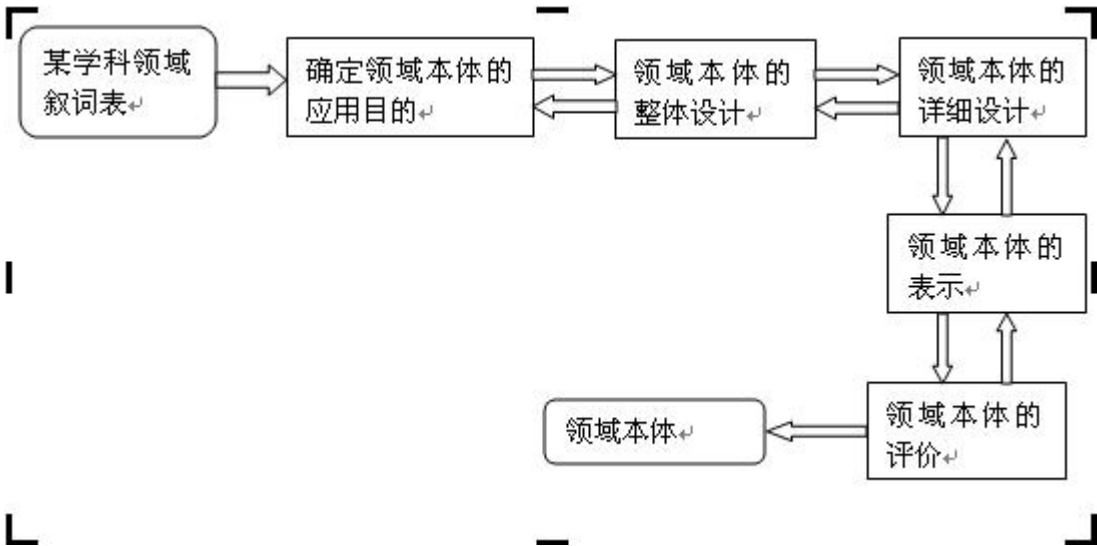 某学科领域
叙词表
确定领域本体的
应用目的
领域本体的
整体设计
领域本体的
详细设计
领域本体的
表示
领域本体的
评价
领域本体